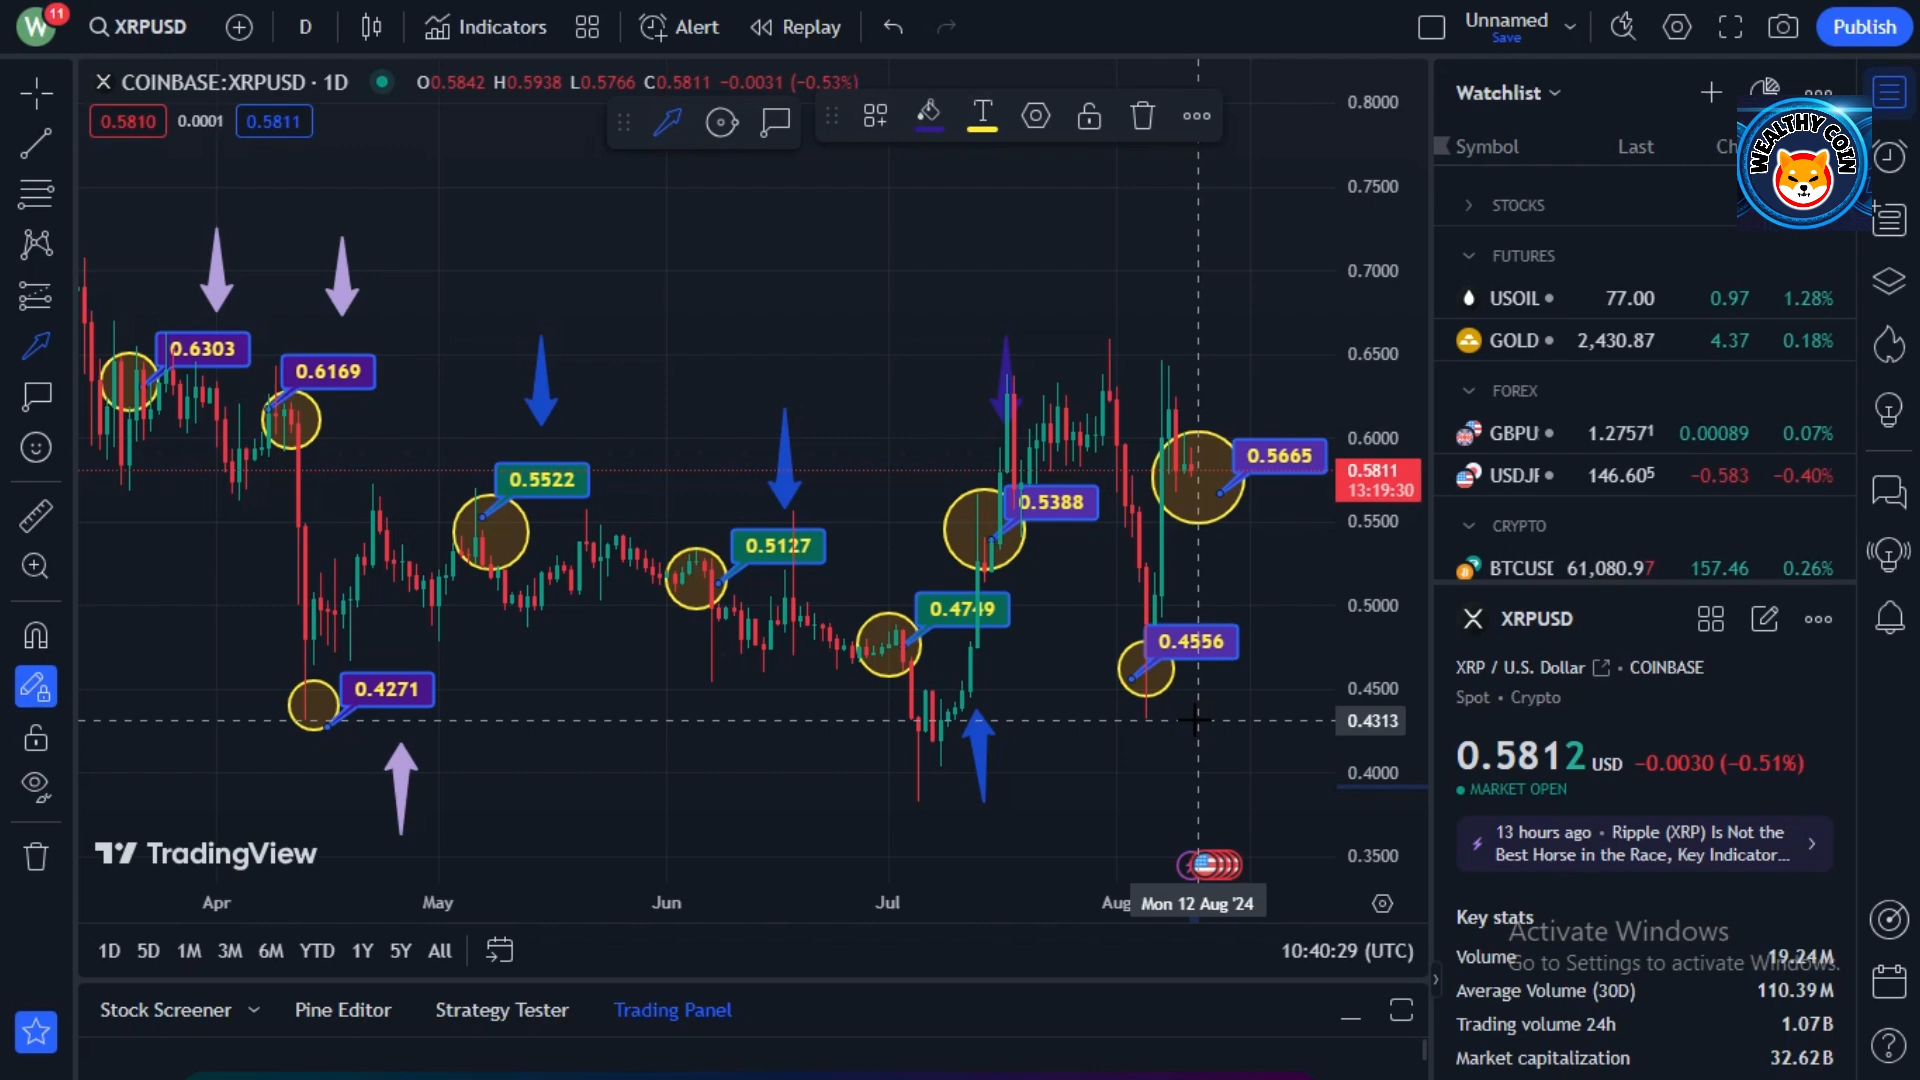 W 11 XRPUSD D Indicators Alert Replay Unnamed Save Publish
COINBASE:XRPUSD · 1D O0.5842 H0.5938 L0.5766 C0.5811 −0.0031 (−0.53%)
0.5810 0.0001 0.5811
T
0.8000
0.7500
0.7000
0.6500
0.6000
0.5811
13:19:30
0.5500
0.5000
0.4500
0.4313
0.4000
0.3500
0.6303
0.6169
0.5522
0.5665
0.5388
0.5127
0.4749
0.4556
0.4271
TradingView
Apr May Jun Jul Aug Mon 12 Aug '24
1D 5D 1M 3M 6M YTD 1Y 5Y All 10:40:29 (UTC)
Stock Screener Pine Editor Strategy Tester Trading Panel
Watchlist
WEALTHY COIN
Symbol Last
STOCKS
FUTURES
USOIL 77.00 0.97 1.28%
GOLD 2,430.87 4.37 0.18%
FOREX
GBPU 1.27571 0.00089 0.07%
USDJF 146.605 −0.583 −0.40%
CRYPTO
BTCUSD 61,080.97 157.46 0.26%
XRPUSD
XRP / U.S. Dollar · COINBASE
Spot · Crypto
0.5812 USD −0.0030 (−0.51%)
MARKET OPEN
13 hours ago · Ripple (XRP) Is Not the
Best Horse in the Race, Key Indicator...
Key stats
Activate Windows
Go to Settings to activate Windows.
Volume 19.24M
Average Volume (30D) 110.39M
Trading volume 24h 1.07B
Market capitalization 32.62B